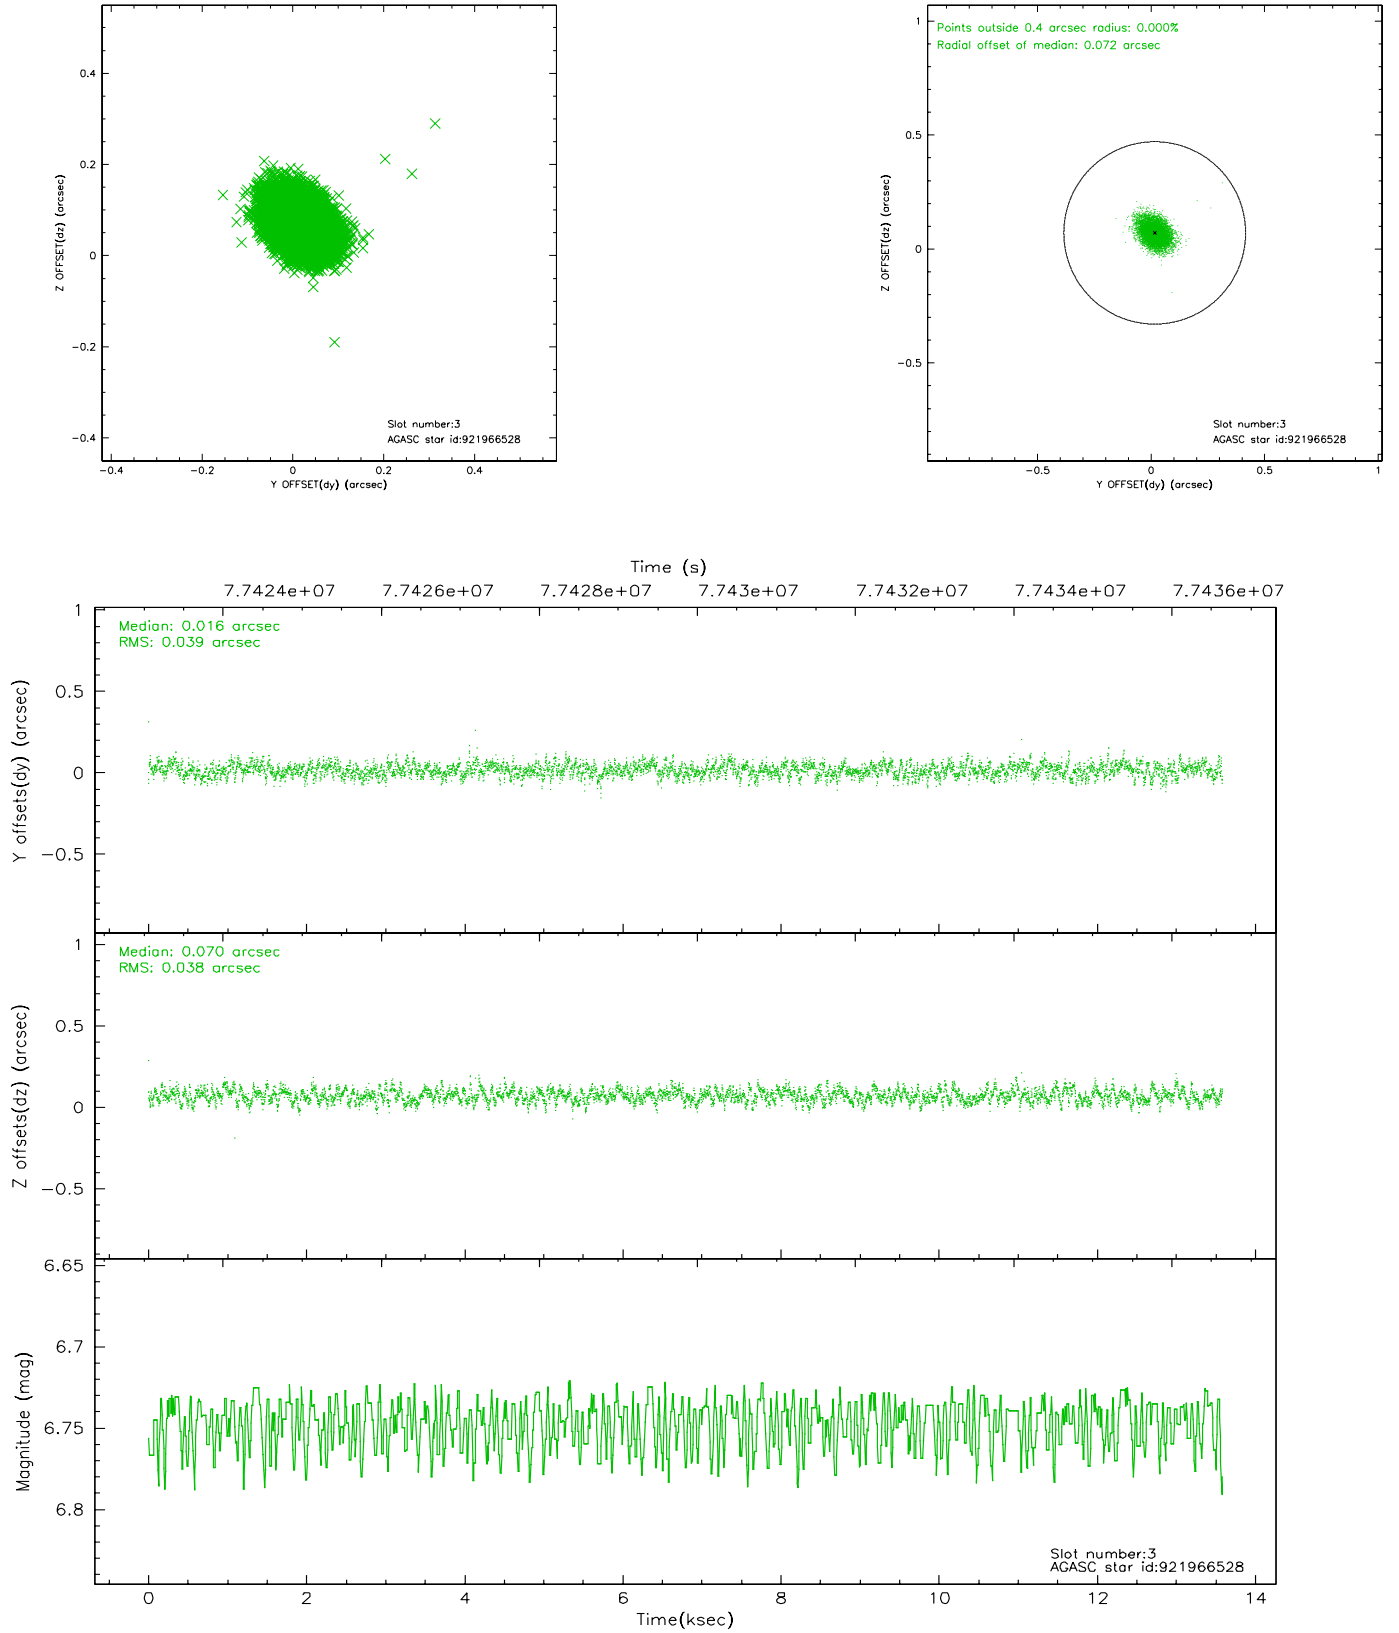 0.4
0.2
0
−0.2
−0.4
Z OFFSET(dz) (arcsec)
Slot number:3
AGASC star id:921966528
−0.4 −0.2 0 0.2 0.4
Y OFFSET(dy) (arcsec)
Points outside 0.4 arcsec radius: 0.000%
Radial offset of median: 0.072 arcsec
1
0.5
0
−0.5
Z OFFSET(dz) (arcsec)
Slot number:3
AGASC star id:921966528
−0.5 0 0.5 1
Y OFFSET(dy) (arcsec)
Time (s)
7.7424e+07 7.7426e+07 7.7428e+07 7.743e+07 7.7432e+07 7.7434e+07 7.7436e+07
Median: 0.016 arcsec
RMS: 0.039 arcsec
1
0.5
0
−0.5
Y offsets(dy) (arcsec)
Median: 0.070 arcsec
RMS: 0.038 arcsec
1
0.5
0
−0.5
Z offsets(dz) (arcsec)
6.65
6.7
6.75
6.8
Magnitude (mag)
Slot number:3
AGASC star id:921966528
0 2 4 6 8 10 12 14
Time(ksec)